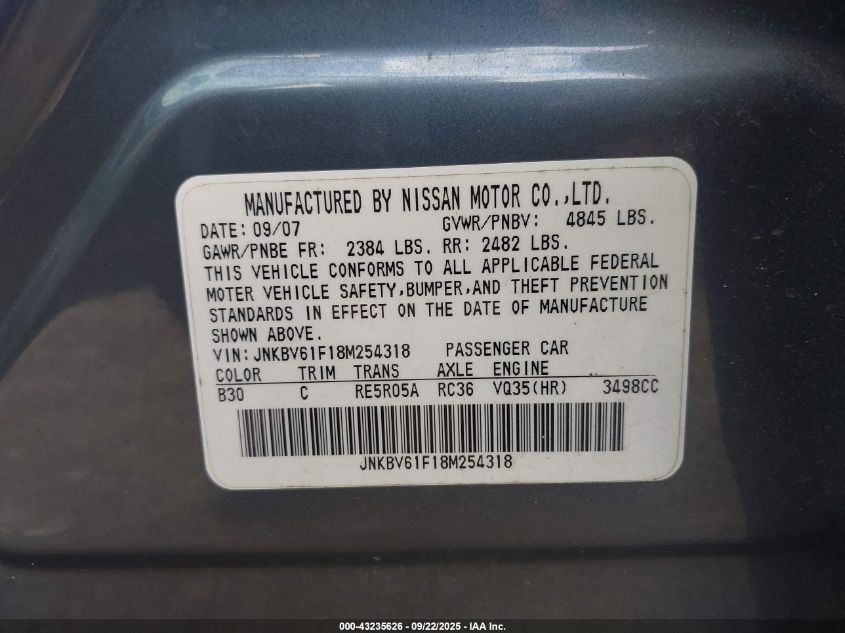 MANUFACTURED BY NISSAN MOTOR CO.,LTD.
DATE: 09/07 GVWR/PNBV: 4845 LBS.
GAWR/PNBE FR: 2384 LBS. RR: 2482 LBS.
THIS VEHICLE CONFORMS TO ALL APPLICABLE FEDERAL
MOTER VEHICLE SAFETY,BUMPER,AND THEFT PREVENTION
STANDARDS IN EFFECT ON THE DATE OF MANUFACTURE
SHOWN ABOVE.
VIN:JNKBV61F18M254318 PASSENGER CAR
COLOR TRIM TRANS AXLE ENGINE
B30 C RE5R05A RC36 VQ35(HR) 3498CC
JNKBV61F18M254318
000-43235626 - 09/22/2025 - IAA Inc.